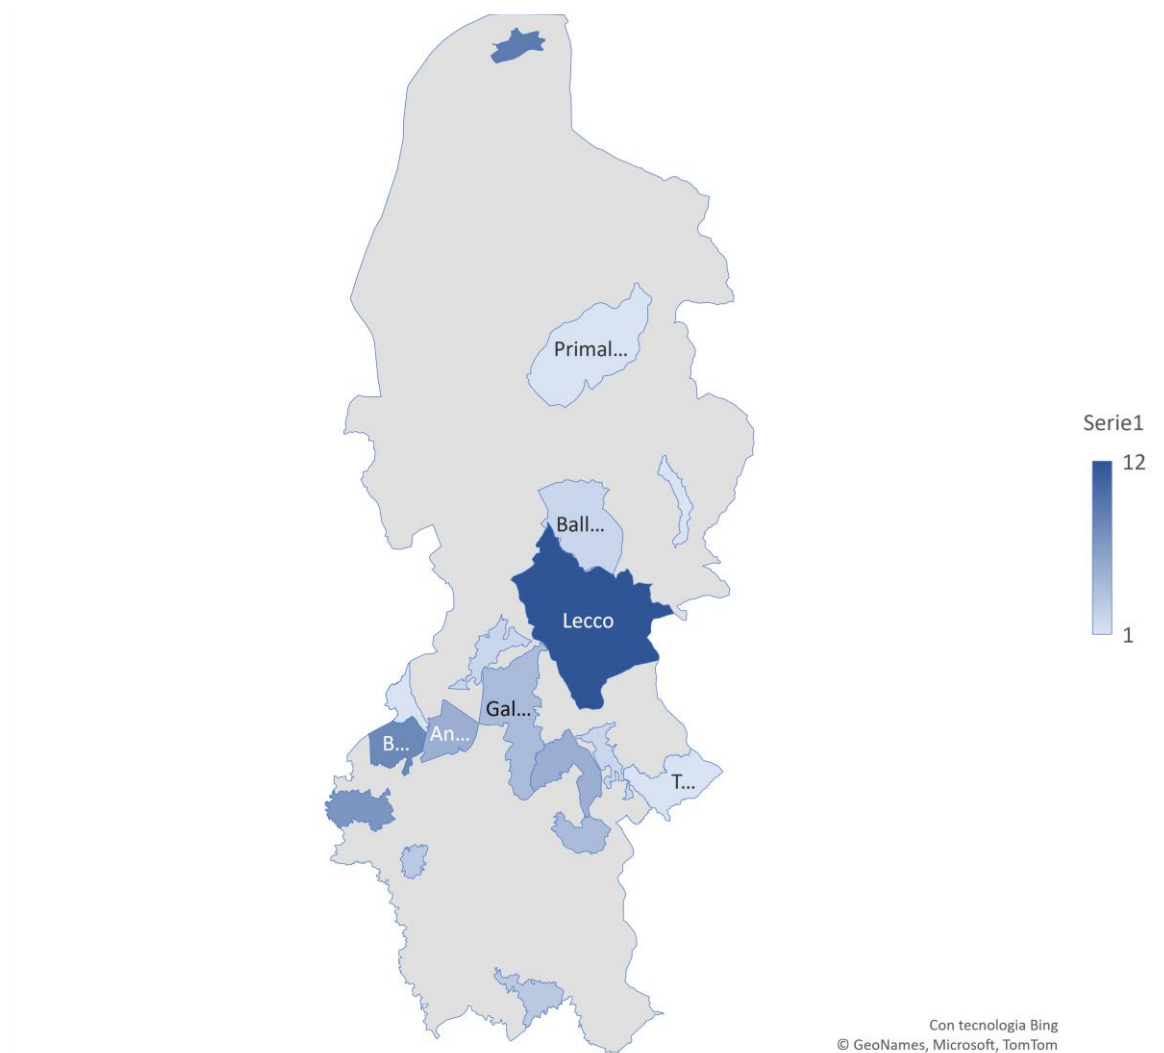 Primal...
Serie1
12
Ball...
Lecco
1
Gal...
An...
B...
T...
Con tecnologia Bing
© GeoNames, Microsoft, TomTom